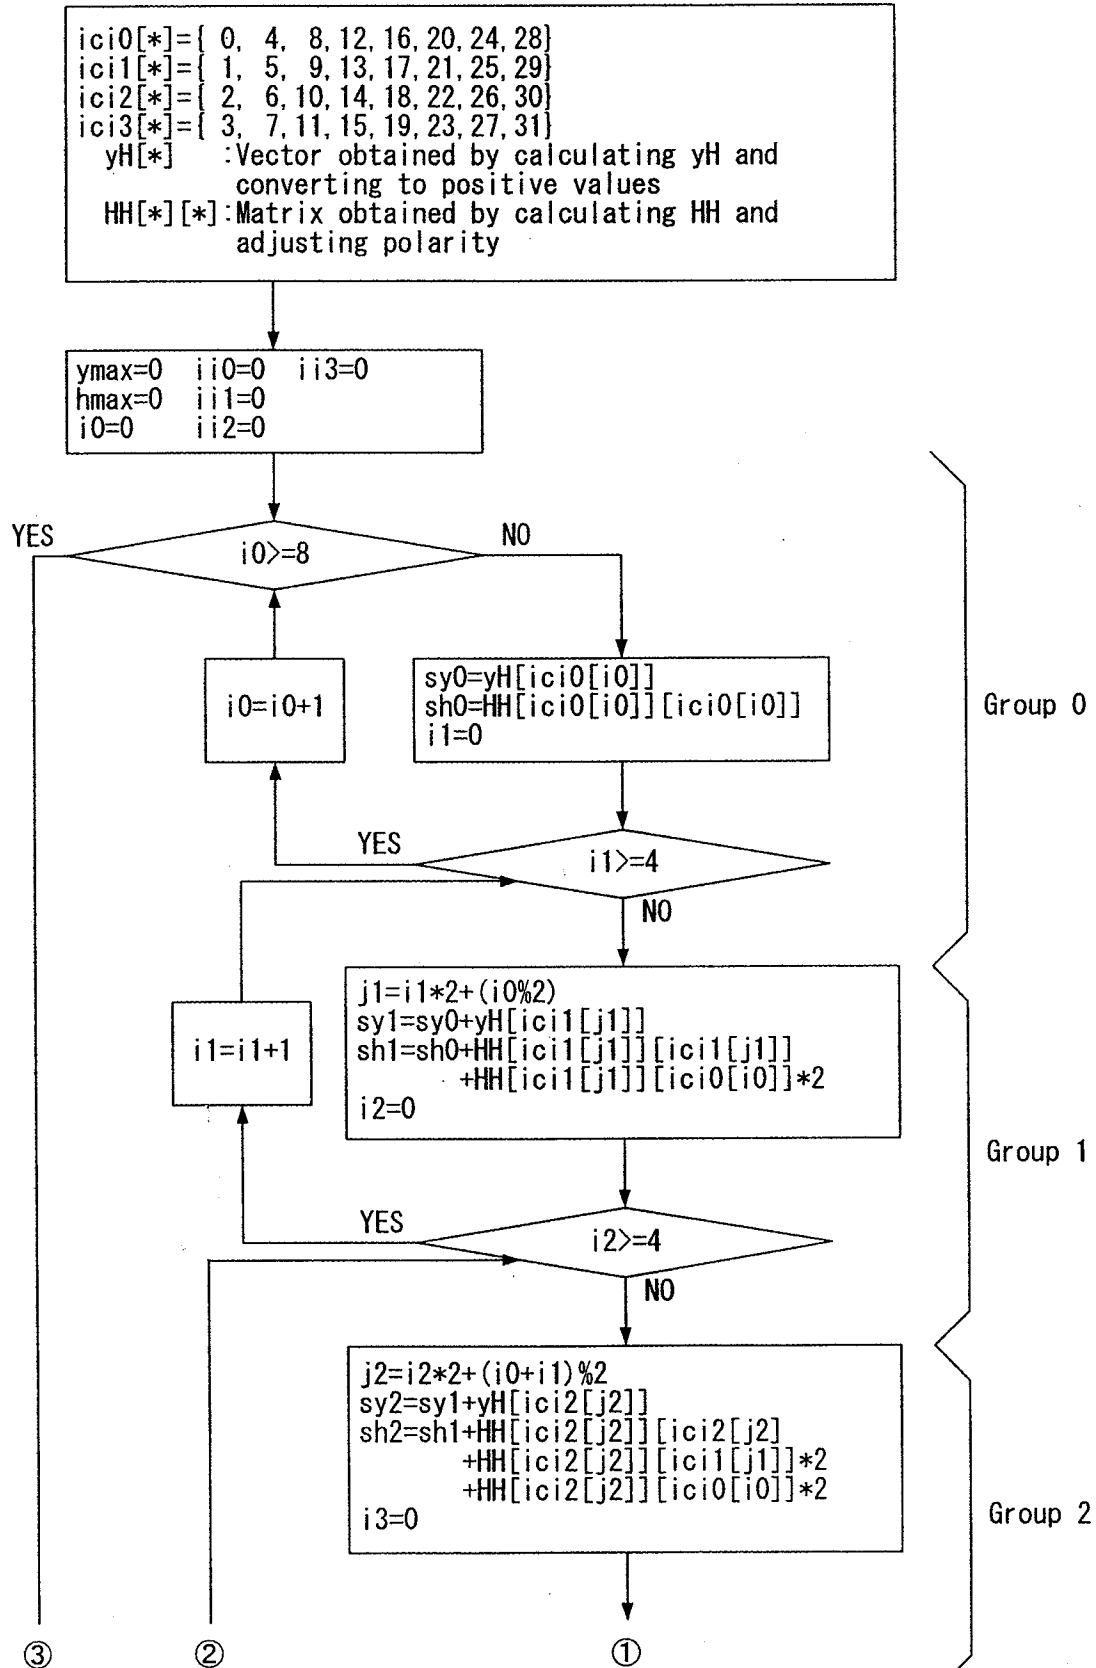 ici0[*]={ 0, 4, 8,12,16,20,24,28}
ici1[*]={ 1, 5, 9,13,17,21,25,29}
ici2[*]={ 2, 6,10,14,18,22,26,30}
ici3[*]={ 3, 7,11,15,19,23,27,31}
yH[*] :Vector obtained by calculating yH and
converting to positive values
HH[*][*]:Matrix obtained by calculating HH and
adjusting polarity
ymax=0 ii0=0 ii3=0
hmax=0 ii1=0
i0=0 ii2=0
YES
i0>=8
NO
i0=i0+1
sy0=yH[ici0[i0]]
sh0=HH[ici0[i0]][ici0[i0]]
i1=0
Group 0
YES
i1>=4
NO
i1=i1+1
j1=i1*2+(i0%2)
sy1=sy0+yH[ici1[j1]]
sh1=sh0+HH[ici1[j1]][ici1[j1]]
+HH[ici1[j1]][ici0[i0]]*2
i2=0
Group 1
YES
i2>=4
NO
j2=i2*2+(i0+i1)%2
sy2=sy1+yH[ici2[j2]]
sh2=sh1+HH[ici2[j2]][ici2[j2]
+HH[ici2[j2]][ici1[j1]]*2
+HH[ici2[j2]][ici0[i0]]*2
i3=0
Group 2
③ ② ①